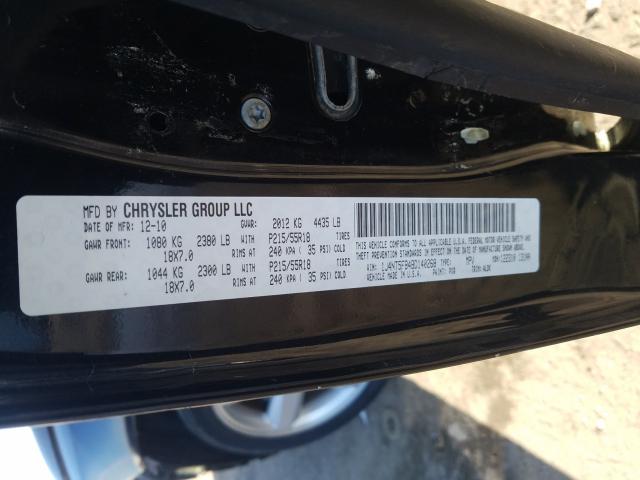 MFD BY CHRYSLER GROUP LLC
DATE OF MFR: 12-10 GVWR: 2012 KG 4435 LB
GAWR FRONT: 1080 KG 2380 LB WITH P215/55R18 TIRES
18X7.0 RIMS AT 240 KPA ( 35 PSI) COLD
GAWR REAR: 1044 KG 2300 LB WITH P215/55R18 TIRES
18X7.0 RIMS AT 240 KPA ( 35 PSI) COLD
THIS VEHICLE CONFORMS TO ALL APPLICABLE U.S.A. FEDERAL MOTOR VEHICLE SAFETY AND
THEFT PREVENTION STANDARDS IN EFFECT ON THE DATE OF MANUFACTURE SHOWN ABOVE.
VIN: TYPE: MPV MDH:
VEHICLE MADE IN U.S.A. PAINT: TRIM: